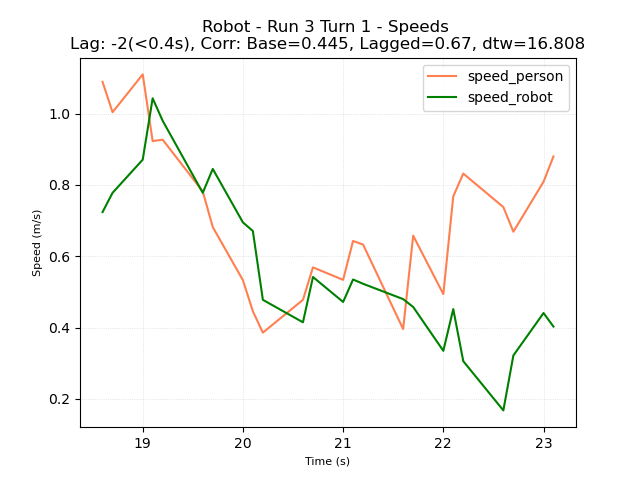 Robot - Run 3 Turn 1 - Speeds
Lag: -2(<0.4s), Corr: Base=0.445, Lagged=0.67, dtw=16.808
speed_person
speed_robot
1.0
0.8
0.6
0.4
0.2
Speed (m/s)
19 20 21 22 23
Time (s)